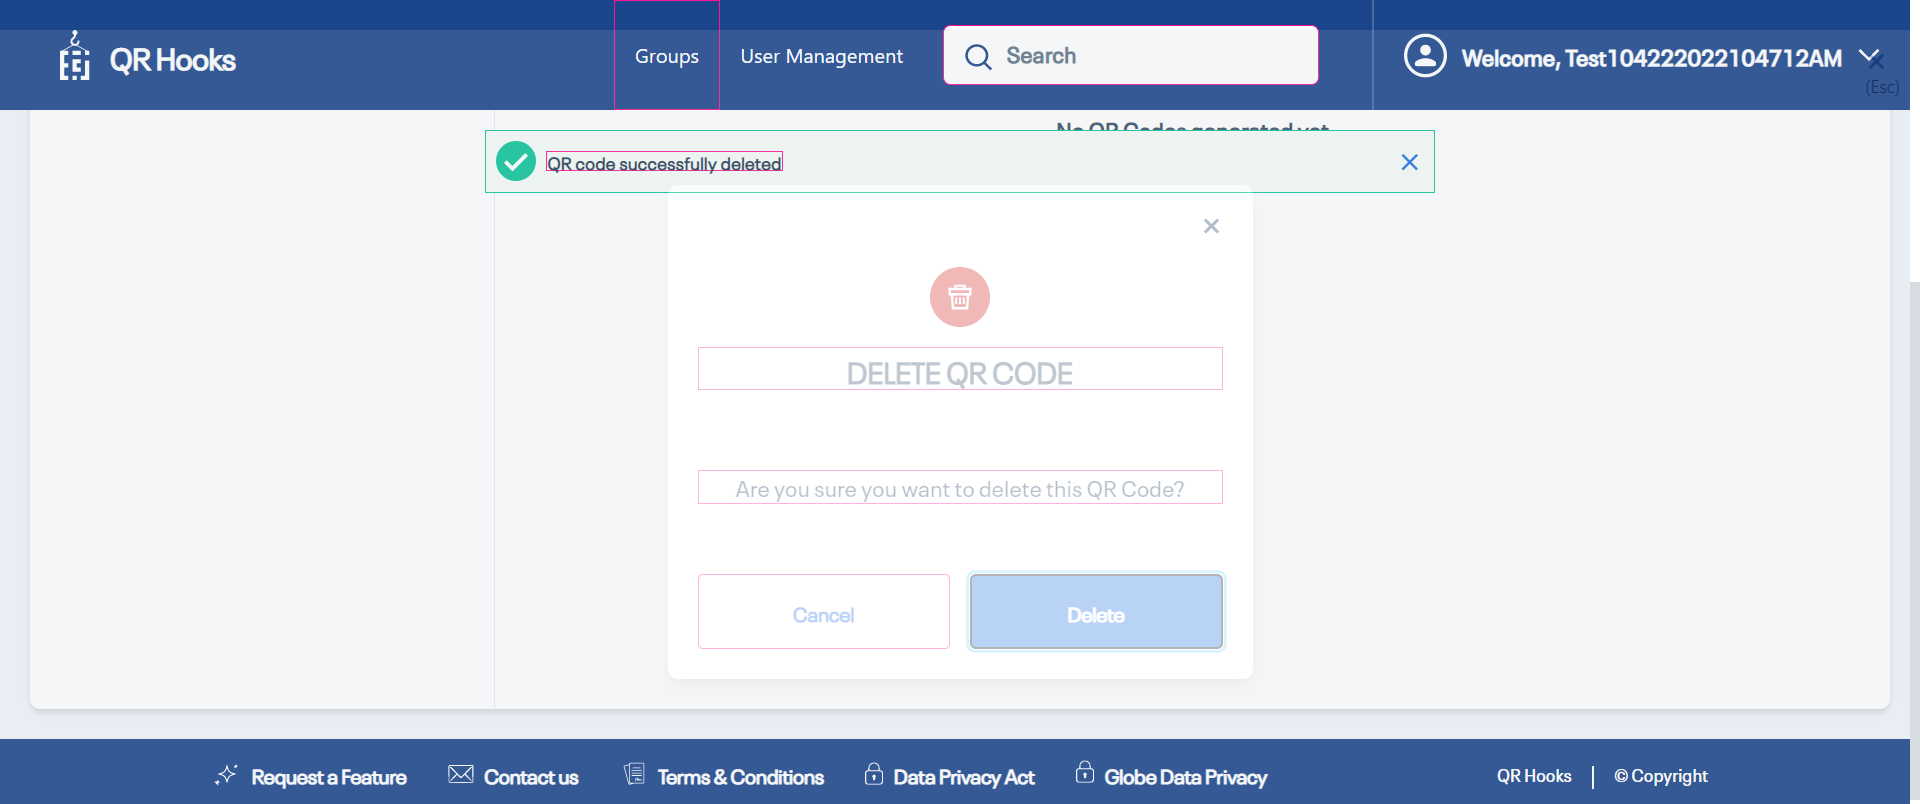 QR Hooks
Groups
User Management
Search
Welcome, Test104222022104712AM
(Esc)
No QR Codes generated yet
QR code successfully deleted
DELETE QR CODE
Are you sure you want to delete this QR Code?
Cancel
Delete
Request a Feature
Contact us
Terms & Conditions
Data Privacy Act
Globe Data Privacy
QR Hooks
© Copyright